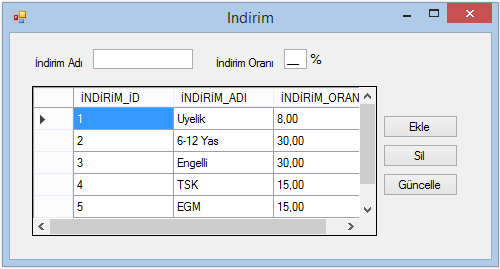 Indirim
İndirim Adı İndirim Oranı __ %
İNDİRİM_İD İNDİRİM_ADI İNDİRİM_ORAN
1 Uyelik 8,00
2 6-12 Yas 30,00
3 Engelli 30,00
4 TSK 15,00
5 EGM 15,00
Ekle
Sil
Güncelle